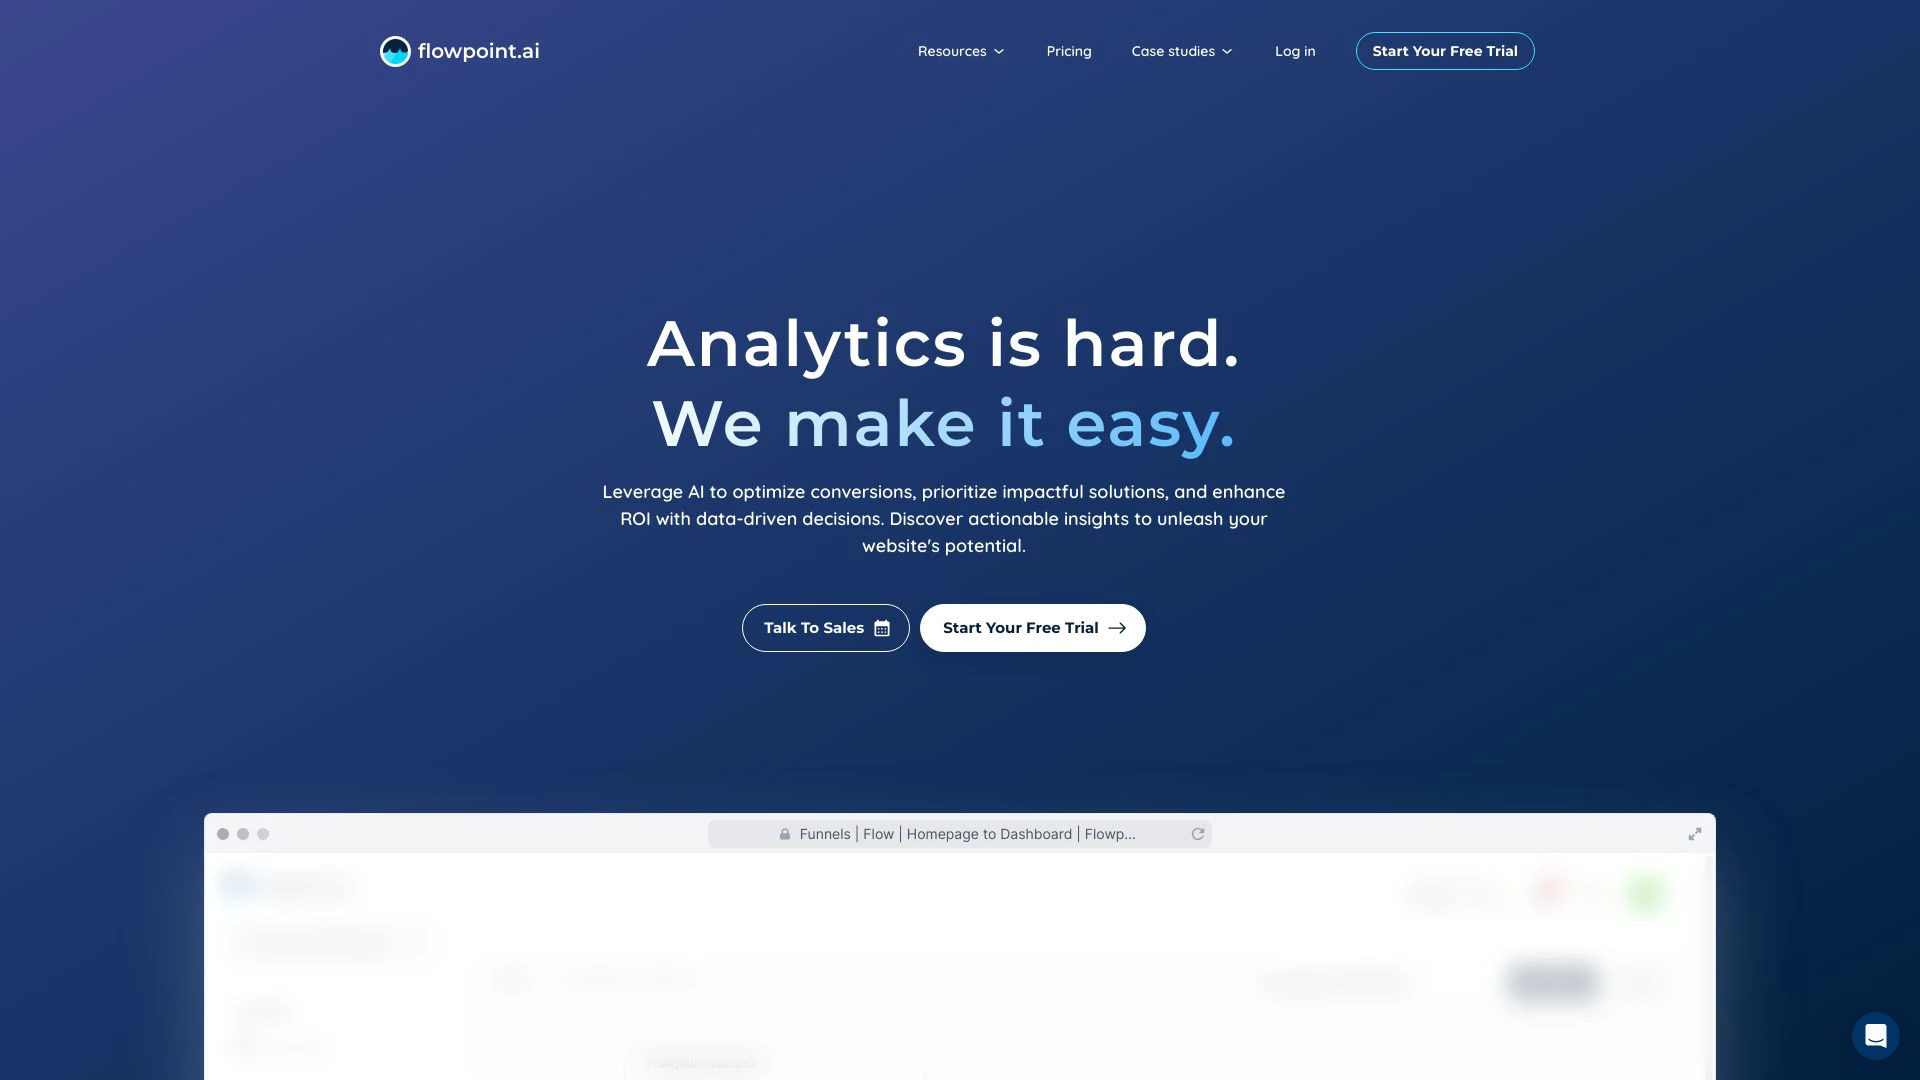 flowpoint.ai
Resources
Pricing
Case studies
Log in
Start Your Free Trial
Analytics is hard.
We make it easy.
Leverage AI to optimize conversions, prioritize impactful solutions, and enhance
ROI with data-driven decisions. Discover actionable insights to unleash your
website's potential.
Talk To Sales
Start Your Free Trial
Funnels | Flow | Homepage to Dashboard | Flowp...